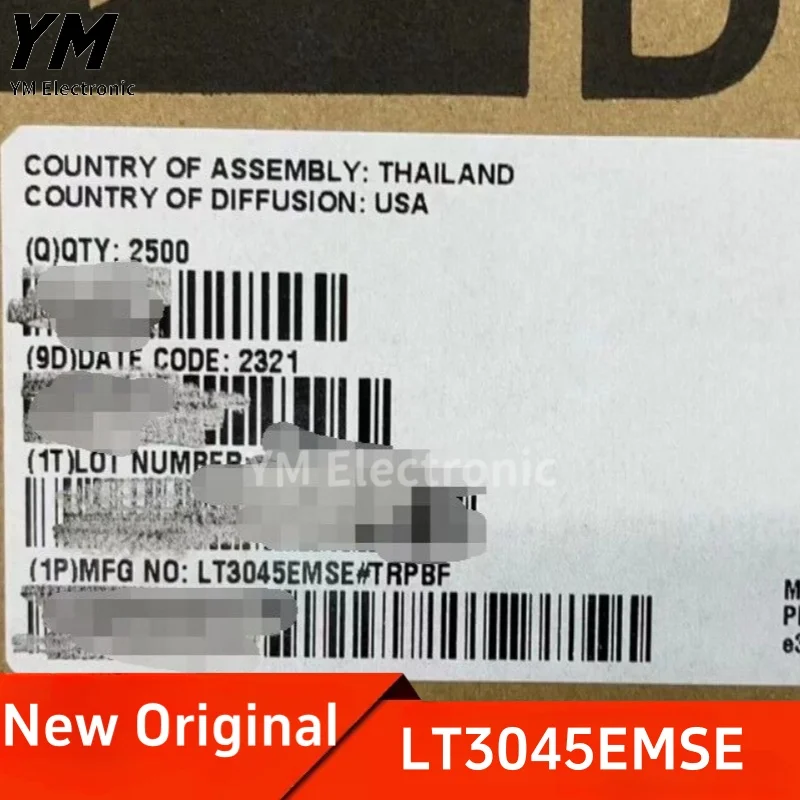 YM
YM Electronic
D
COUNTRY OF ASSEMBLY: THAILAND
COUNTRY OF DIFFUSION: USA
(Q)QTY: 2500
(9D)DATE CODE: 2321
(1T)LOT NUMBER:
YM Electronic
(1P)MFG NO: LT3045EMSE#TRPBF
M
e3
New Original
LT3045EMSE